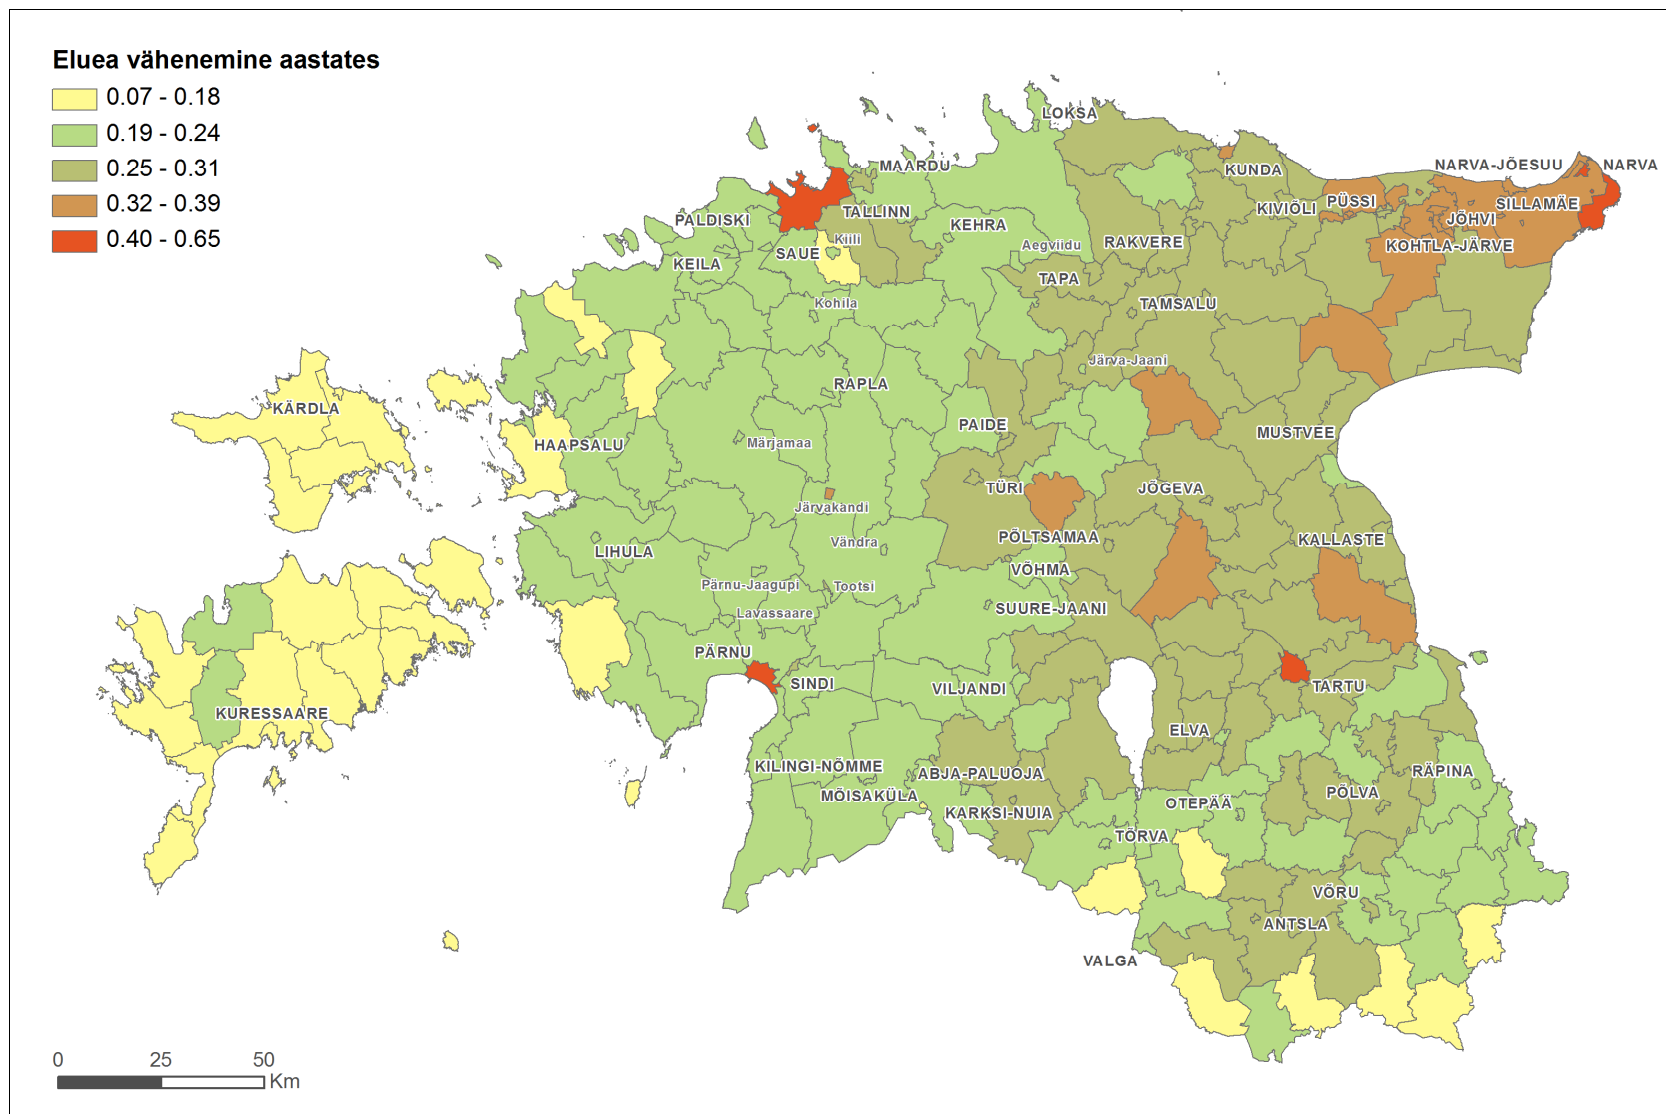 Eluea vähenemine aastates
0.07 - 0.18
0.19 - 0.24
0.25 - 0.31
0.32 - 0.39
0.40 - 0.65
LOKSA
MAARDU
KUNDA
NARVA-JÕESUU
NARVA
PALDISKI
TALLINN
KEHRA
KIVIÕLI
PÜSSI
SILLAMÄE
JÕHVI
SAUE
Kiili
Aegviidu
RAKVERE
KOHTLA-JÄRVE
KEILA
TAPA
Kohila
TAMSALU
Järva-Jaani
RAPLA
KÄRDLA
HAAPSALU
Märjamaa
PAIDE
MUSTVEE
TÜRI
JÕGEVA
Järvakandi
LIHULA
Vändra
PÕLTSAMAA
KALLASTE
VÕHMA
Pärnu-Jaagupi
Tootsi
Lavassaare
SUURE-JAANI
PÄRNU
SINDI
VILJANDI
TARTU
KURESSAARE
ELVA
KILINGI-NÕMME
ABJA-PALUOJA
RÄPINA
MÕISAKÜLA
KARKSI-NUIA
OTEPÄÄ
PÕLVA
TÕRVA
VÕRU
ANTSLA
VALGA
0 25 50
Km